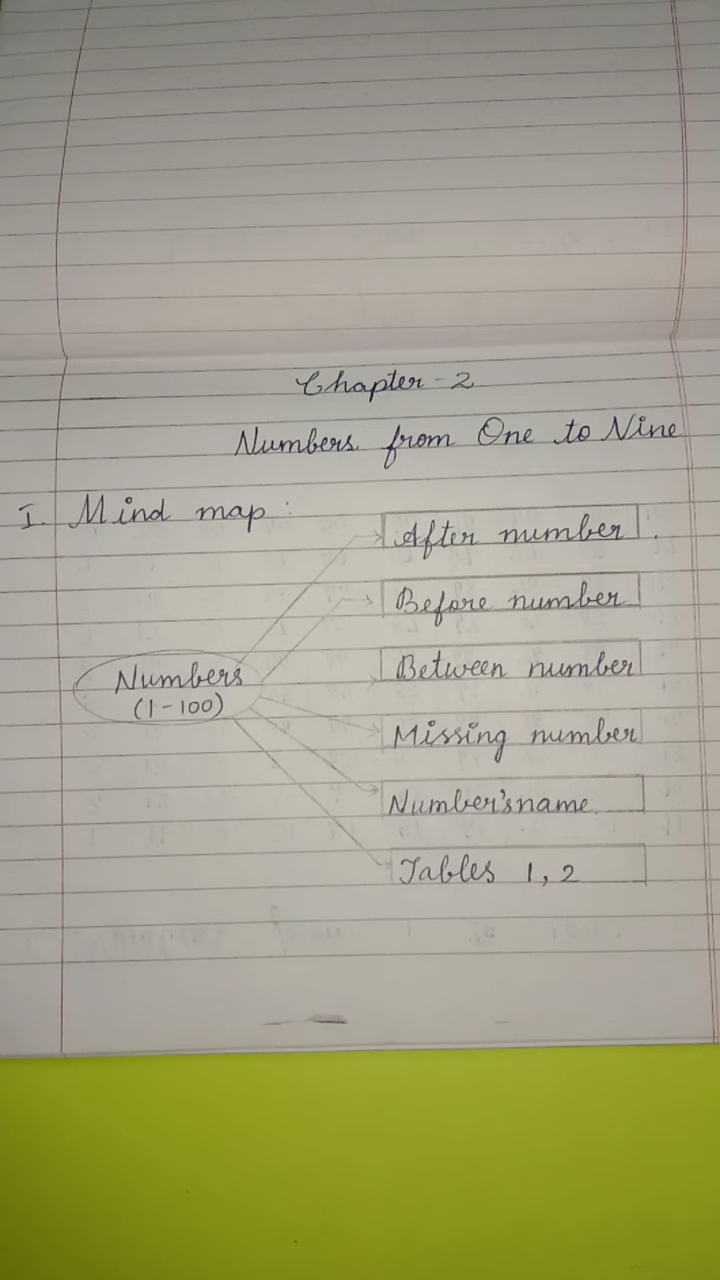 Chapter - 2
Numbers from One to Nine
I. Mind map:
After number.
Before number
Between number
Numbers
(1-100)
Missing number
Number's name
Tables 1, 2